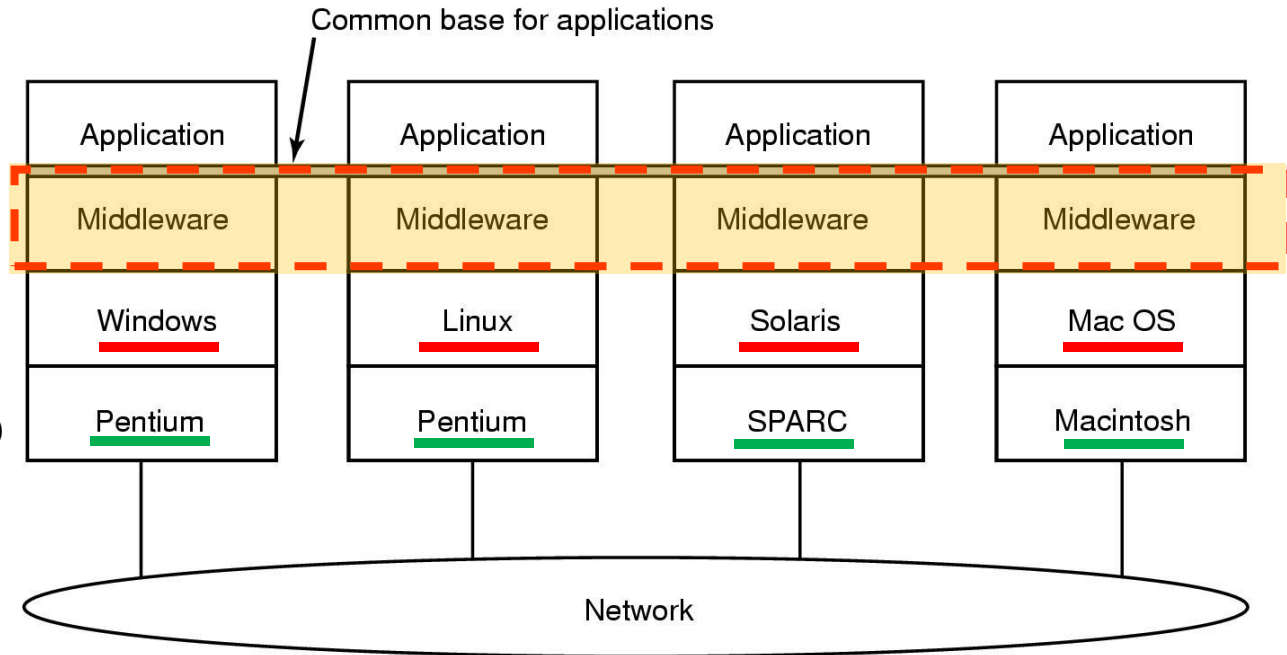 Common base for applications
Application Application Application Application
Middleware Middleware Middleware Middleware
Windows Linux Solaris Mac OS
Pentium Pentium SPARC Macintosh
)
Network